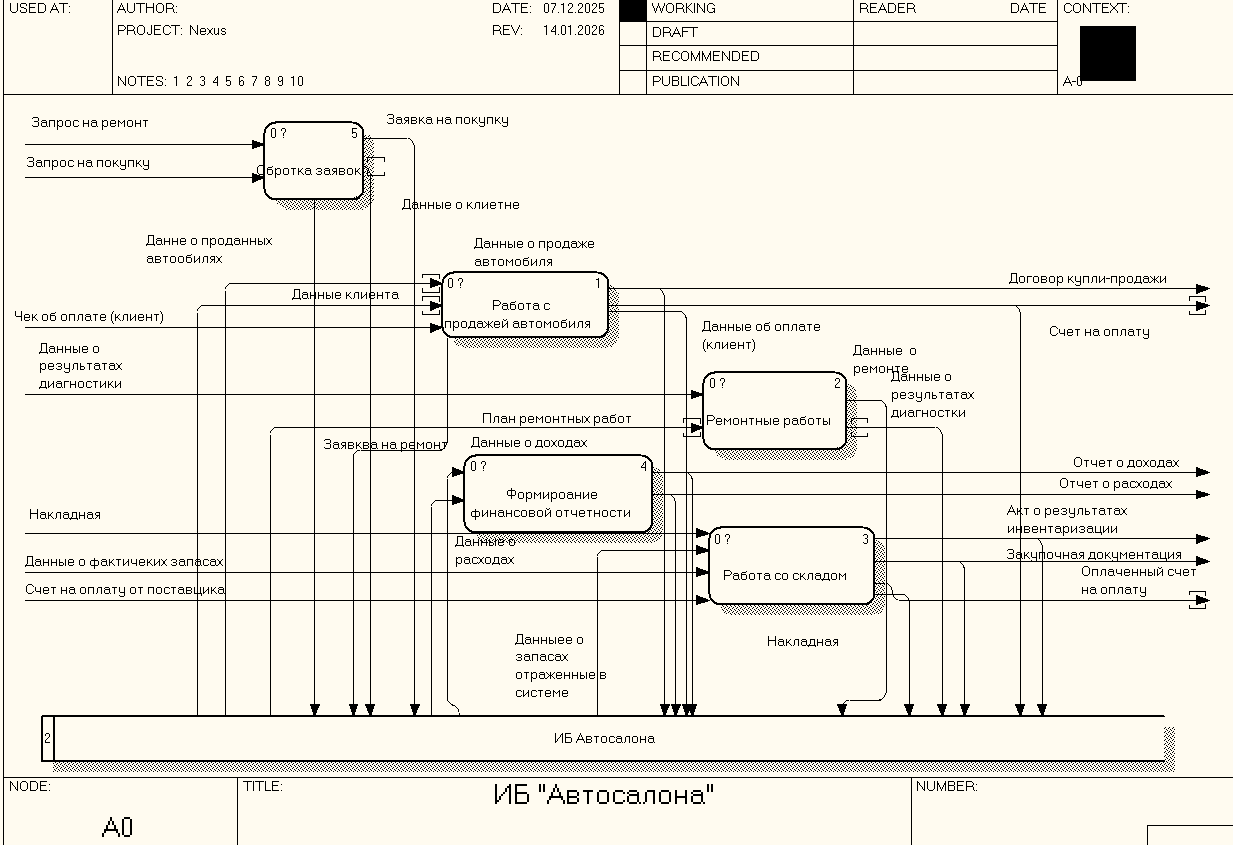 USED AT:
AUTHOR:
DATE: 07.12.2025
WORKING
READER
DATE
CONTEXT:
PROJECT: Nexus
REV: 14.01.2026
DRAFT
RECOMMENDED
NOTES: 1 2 3 4 5 6 7 8 9 10
PUBLICATION
A-0
Запрос на ремонт
Заявка на покупку
0 ?
5
Запрос на покупку
Обротка заявок
Данные о клиетне
Данне о проданных
автообилях
Данные о продаже
автомобиля
0 ?
1
Договор купли-продажи
Данные клиента
Работа с
продажей автомобиля
Чек об оплате (клиент)
Счет на оплату
Данные об оплате
(клиент)
Данные о
результатах
диагностики
Данные о
ремонте
Данные о
результатах
диагностки
0 ?
2
Ремонтные работы
План ремонтных работ
Заявква на ремонт
Данные о доходах
0 ?
4
Формироание
финансовой отчетности
Отчет о доходах
Отчет о расходах
Накладная
Акт о результатах
инвентаризации
Данные о
расходах
0 ?
3
Работа со складом
Данные о фактичеких запасах
Закупочная документация
Оплаченный счет
на оплату
Счет на оплату от поставщика
Данныее о
запасах
отраженные в
системе
Накладная
2
ИБ Автосалона
NODE:
TITLE:
ИБ "Автосалона"
NUMBER:
A0